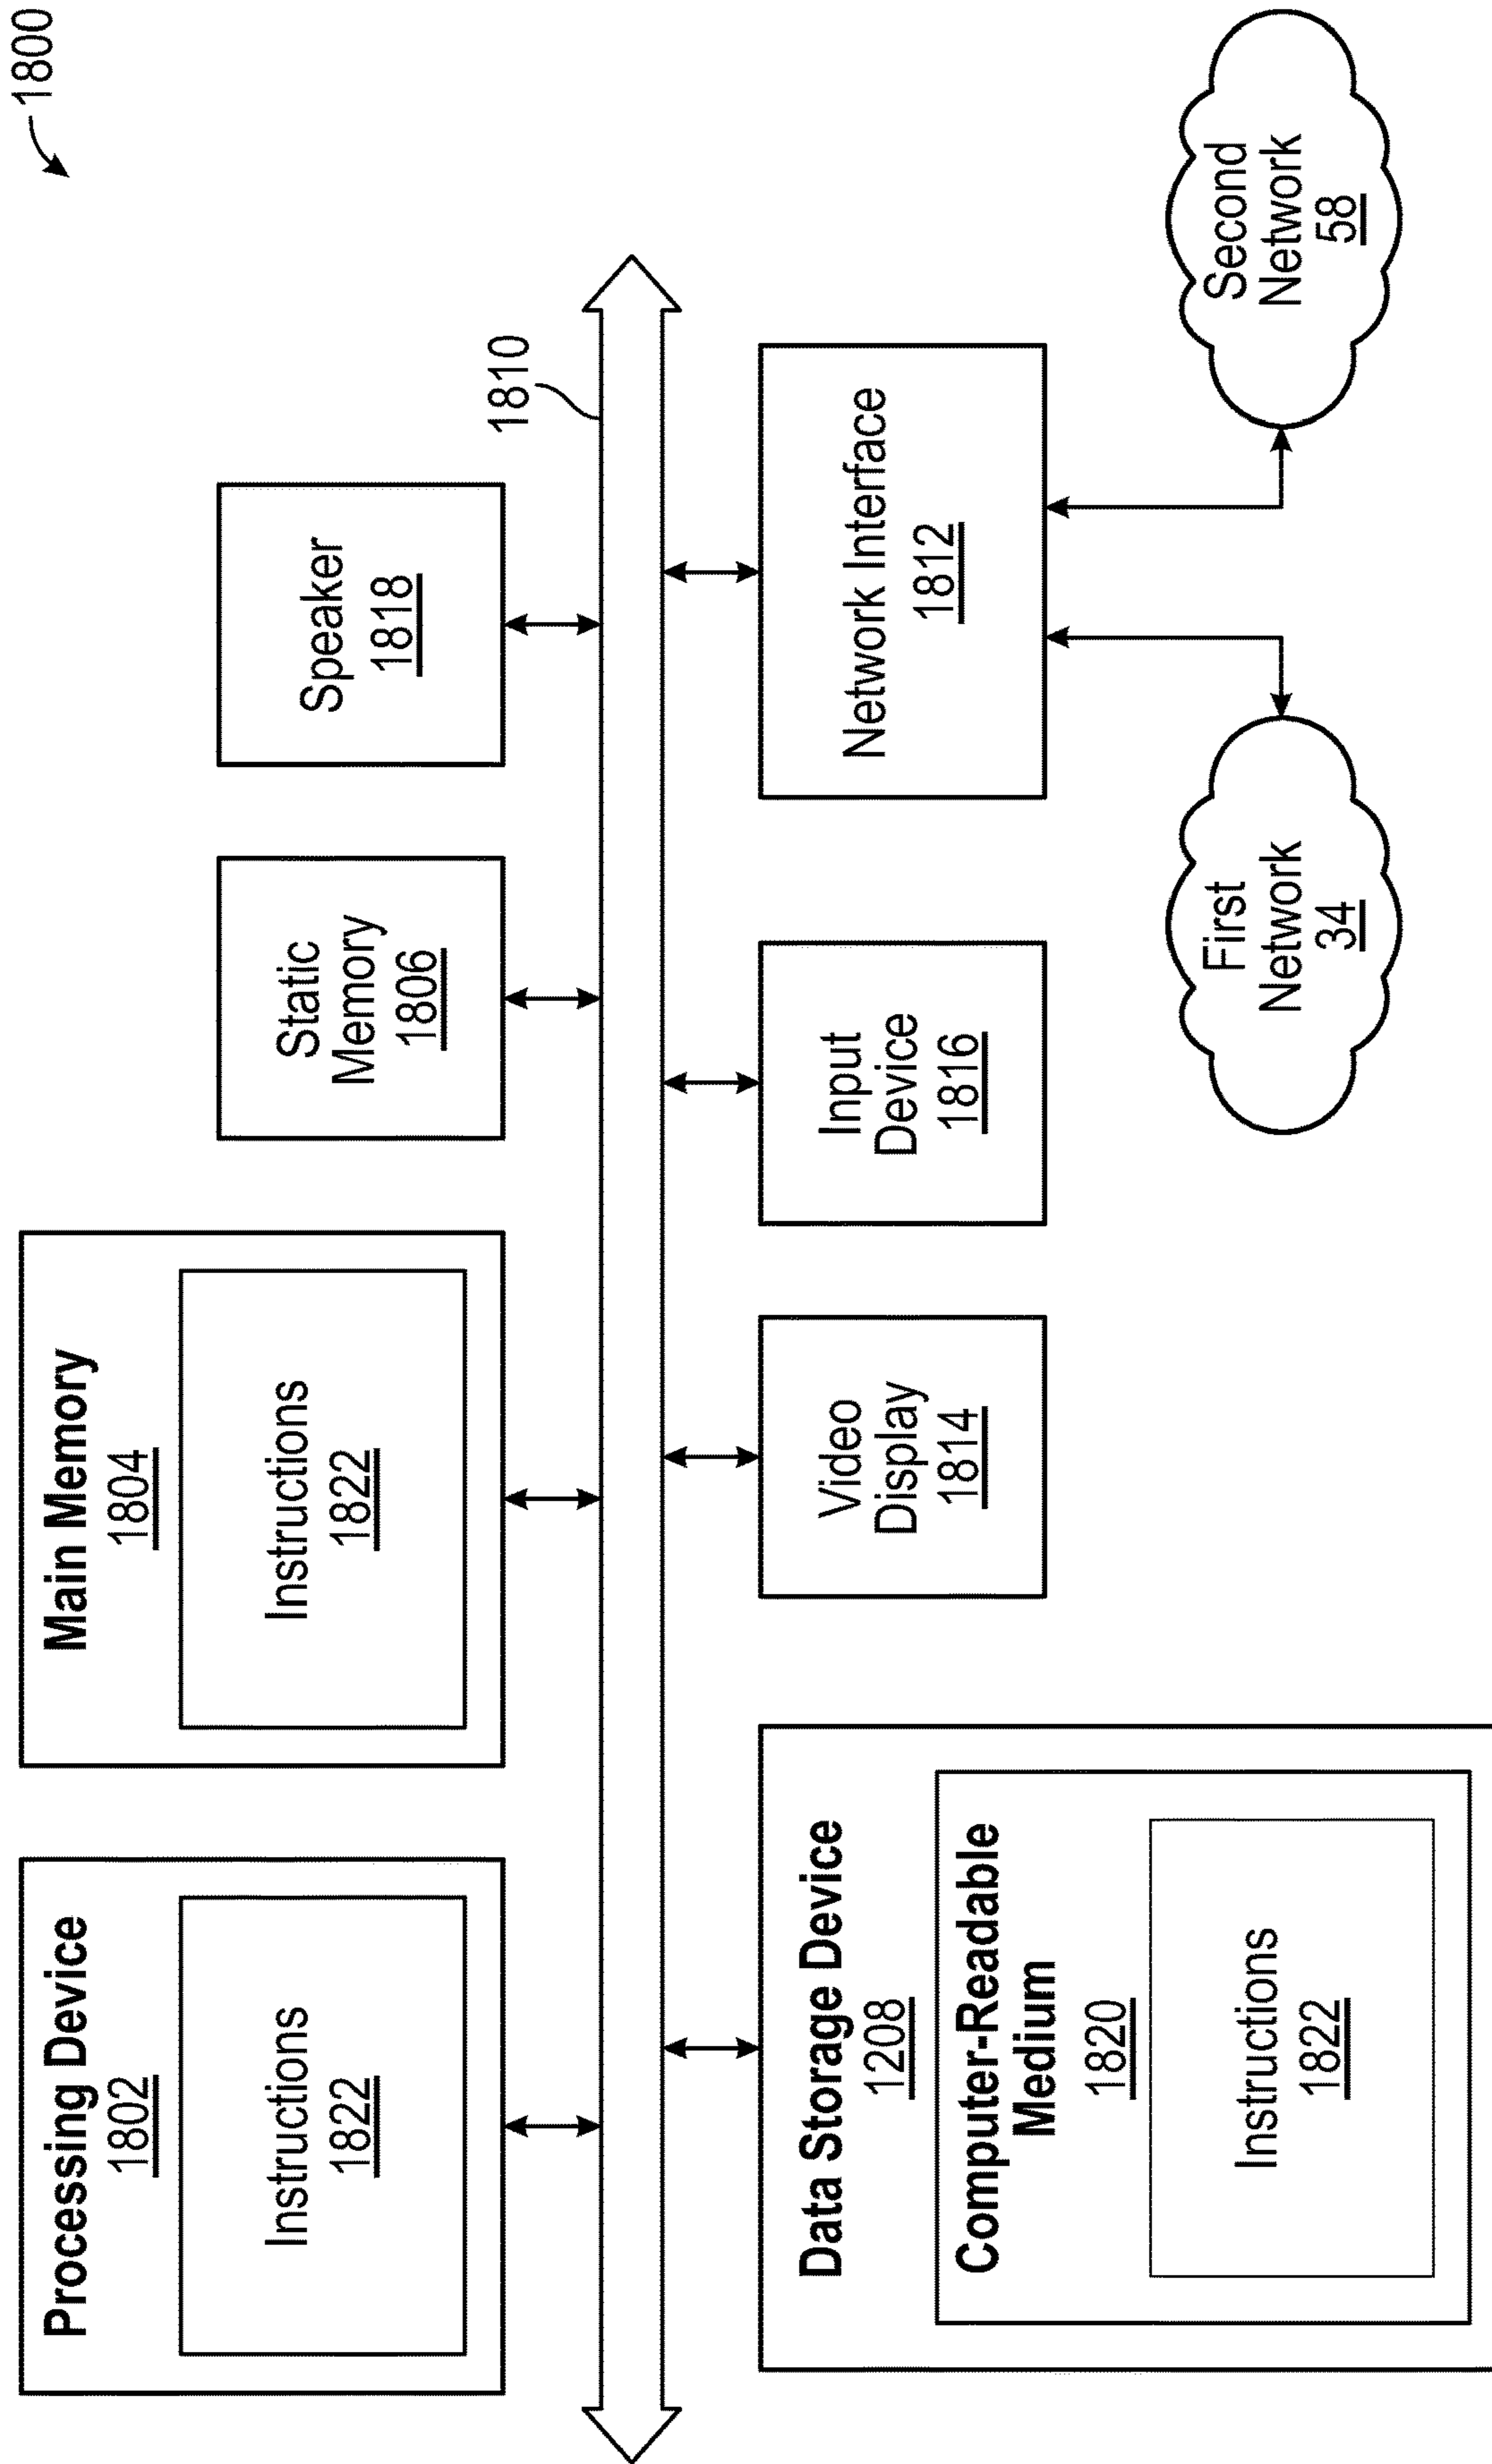 1800
Processing Device
1802
Instructions
1822
Main Memory
1804
Instructions
1822
Static
Memory
1806
Speaker
1818
1810
Data Storage Device
1208
Computer-Readable
Medium
1820
Instructions
1822
Video
Display
1814
Input
Device
1816
Network Interface
1812
First
Network
34
Second
Network
58